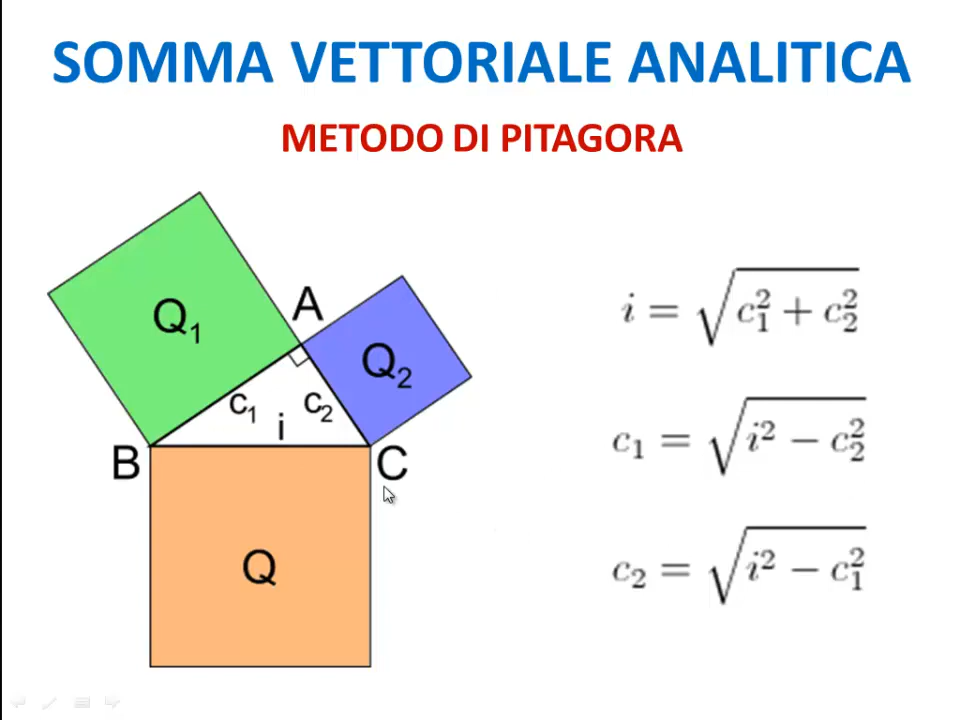 SOMMA VETTORIALE ANALITICA
METODO DI PITAGORA
Q₁
A
Q₂
c₁
c₂
i
B
C
Q
i = √(c₁² + c₂²)
c₁ = √(i² − c₂²)
c₂ = √(i² − c₁²)